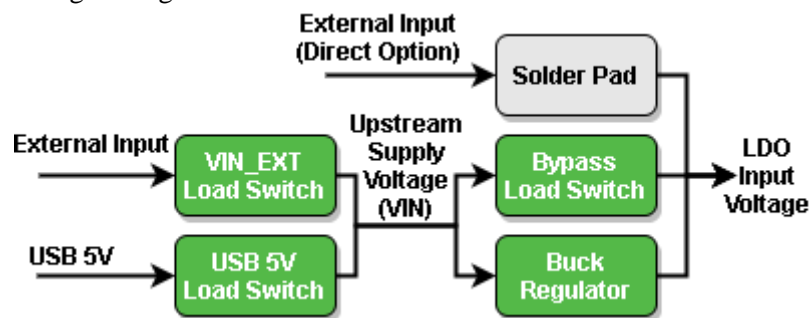 External Input
(Direct Option)
Solder Pad
External Input
VIN_EXT
Load Switch
Upstream
Supply
Voltage
(VIN)
Bypass
Load Switch
LDO
Input
Voltage
USB 5V
USB 5V
Load Switch
Buck
Regulator